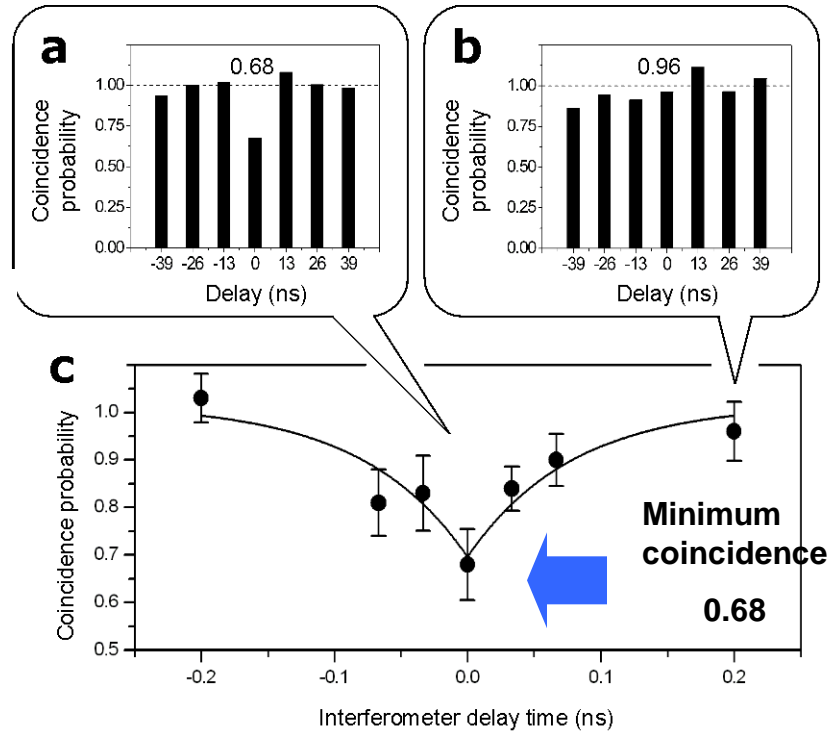 a
0.68
1.00
0.75
0.50
0.25
0.00
Coincidence
probability
-39 -26 -13 0 13 26 39
Delay (ns)
b
0.96
1.00
0.75
0.50
0.25
0.00
Coincidence
probability
-39 -26 -13 0 13 26 39
Delay (ns)
c
1.0
0.9
0.8
0.7
0.6
0.5
Coincidence probability
Minimum
coincidence
0.68
-0.2 -0.1 0.0 0.1 0.2
Interferometer delay time (ns)